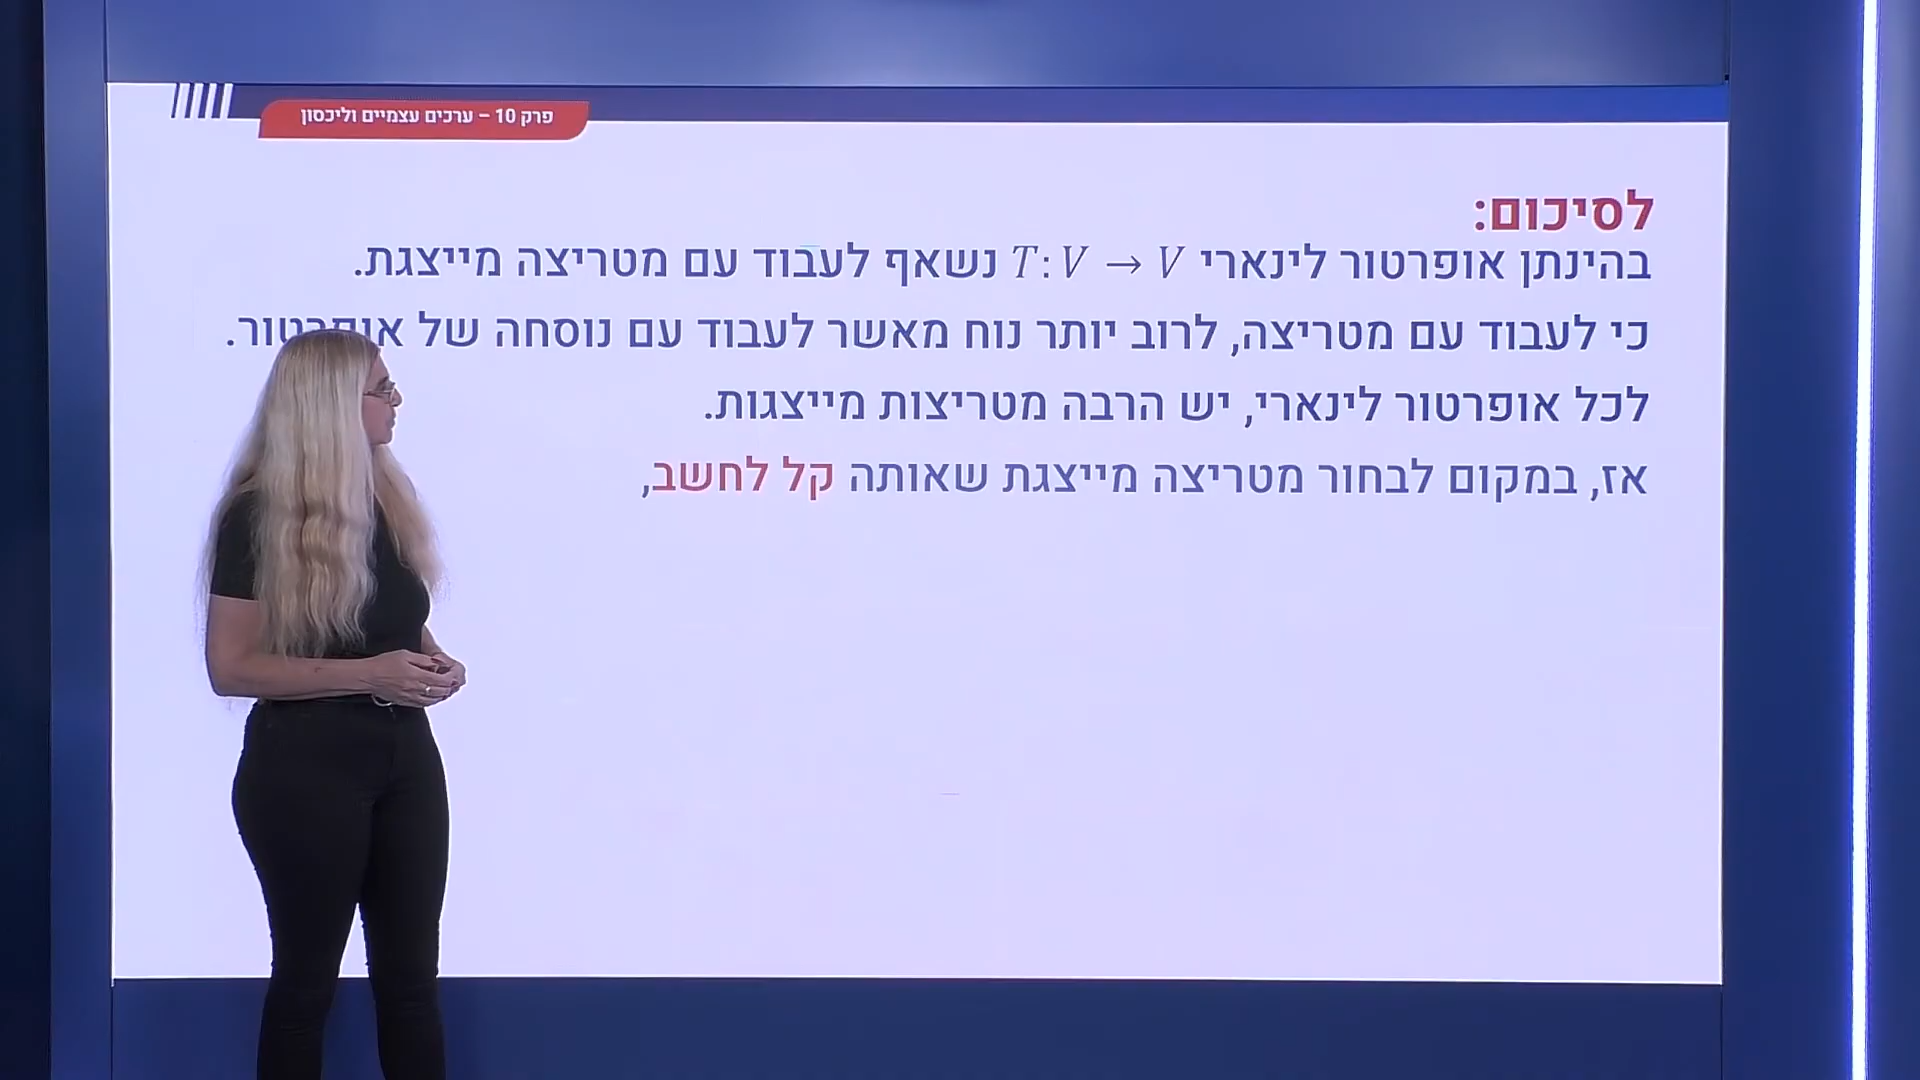 פרק 10 – ערכים עצמיים וליכסון
לסיכום:
בהינתן אופרטור לינארי T: V → V נשאף לעבוד עם מטריצה מייצגת.
כי לעבוד עם מטריצה, לרוב יותר נוח מאשר לעבוד עם נוסחה של אופרטור.
לכל אופרטור לינארי, יש הרבה מטריצות מייצגות.
אז, במקום לבחור מטריצה מייצגת שאותה קל לחשב,